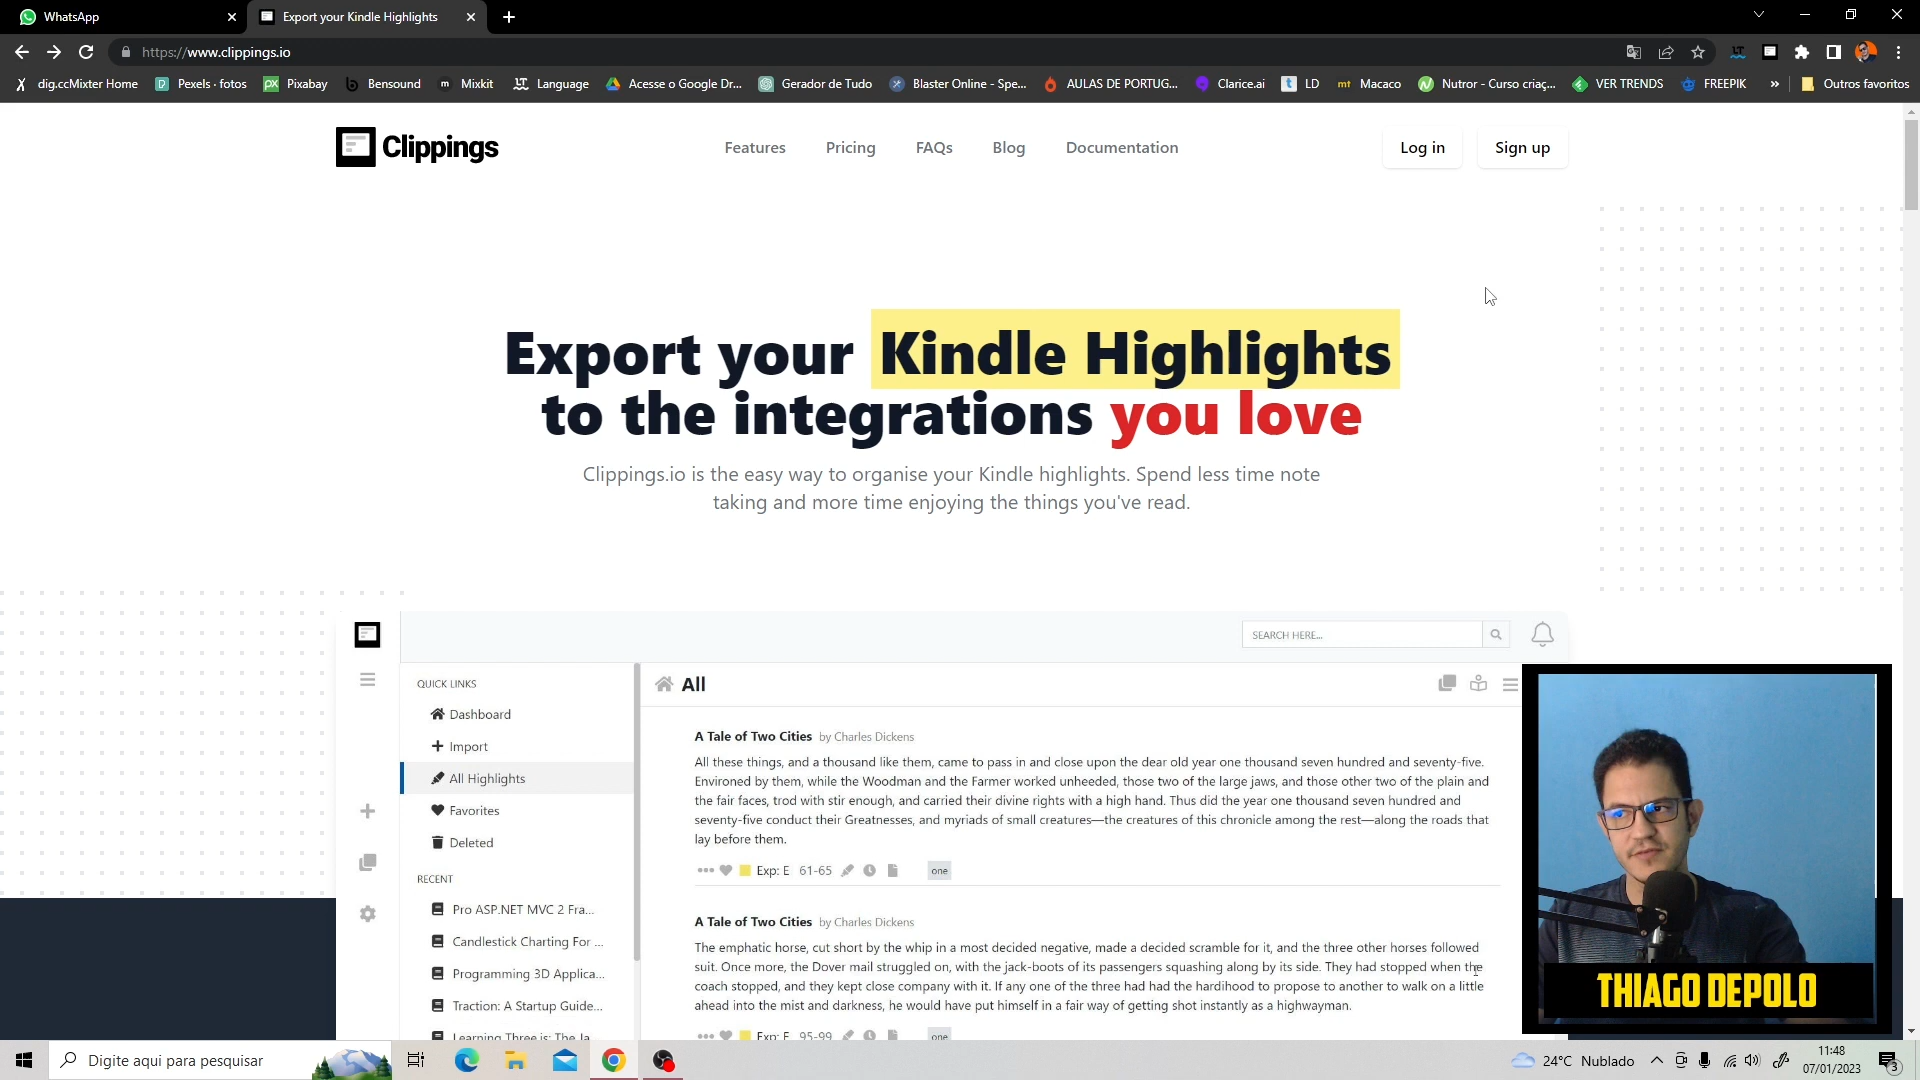 WhatsApp
Export your Kindle Highlights
https://www.clippings.io
dig.ccMixter Home
Pexels · fotos
Pixabay
Bensound
Mixkit
Language
Acesse o Google Dr...
Gerador de Tudo
Blaster Online - Spe...
AULAS DE PORTUG...
Clarice.ai
LD
Macaco
Nutror - Curso criaç...
VER TRENDS
FREEPIK
Outros favoritos
Clippings
Features
Pricing
FAQs
Blog
Documentation
Log in
Sign up
Export your Kindle Highlights
to the integrations you love
Clippings.io is the easy way to organise your Kindle highlights. Spend less time note
taking and more time enjoying the things you've read.
SEARCH HERE...
QUICK LINKS
Dashboard
Import
All Highlights
Favorites
Deleted
RECENT
Pro ASP.NET MVC 2 Fra...
Candlestick Charting For ...
Programming 3D Applica...
Traction: A Startup Guide...
Learning Three.js: The Ja...
All
A Tale of Two Cities by Charles Dickens
All these things, and a thousand like them, came to pass in and close upon the dear old year one thousand seven hundred and seventy-five.
Environed by them, while the Woodman and the Farmer worked unheeded, those two of the large jaws, and those other two of the plain and
the fair faces, trod with stir enough, and carried their divine rights with a high hand. Thus did the year one thousand seven hundred and
seventy-five conduct their Greatnesses, and myriads of small creatures—the creatures of this chronicle among the rest—along the roads that
lay before them.
Exp: E 61-65
one
A Tale of Two Cities by Charles Dickens
The emphatic horse, cut short by the whip in a most decided negative, made a decided scramble for it, and the three other horses followed
suit. Once more, the Dover mail struggled on, with the jack-boots of its passengers squashing along by its side. They had stopped when the
coach stopped, and they kept close company with it. If any one of the three had had the hardihood to propose to another to walk on a little
ahead into the mist and darkness, he would have put himself in a fair way of getting shot instantly as a highwayman.
Exp: E 95-99
one
THIAGO DEPOLO
Digite aqui para pesquisar
24°C Nublado
11:48
07/01/2023
3